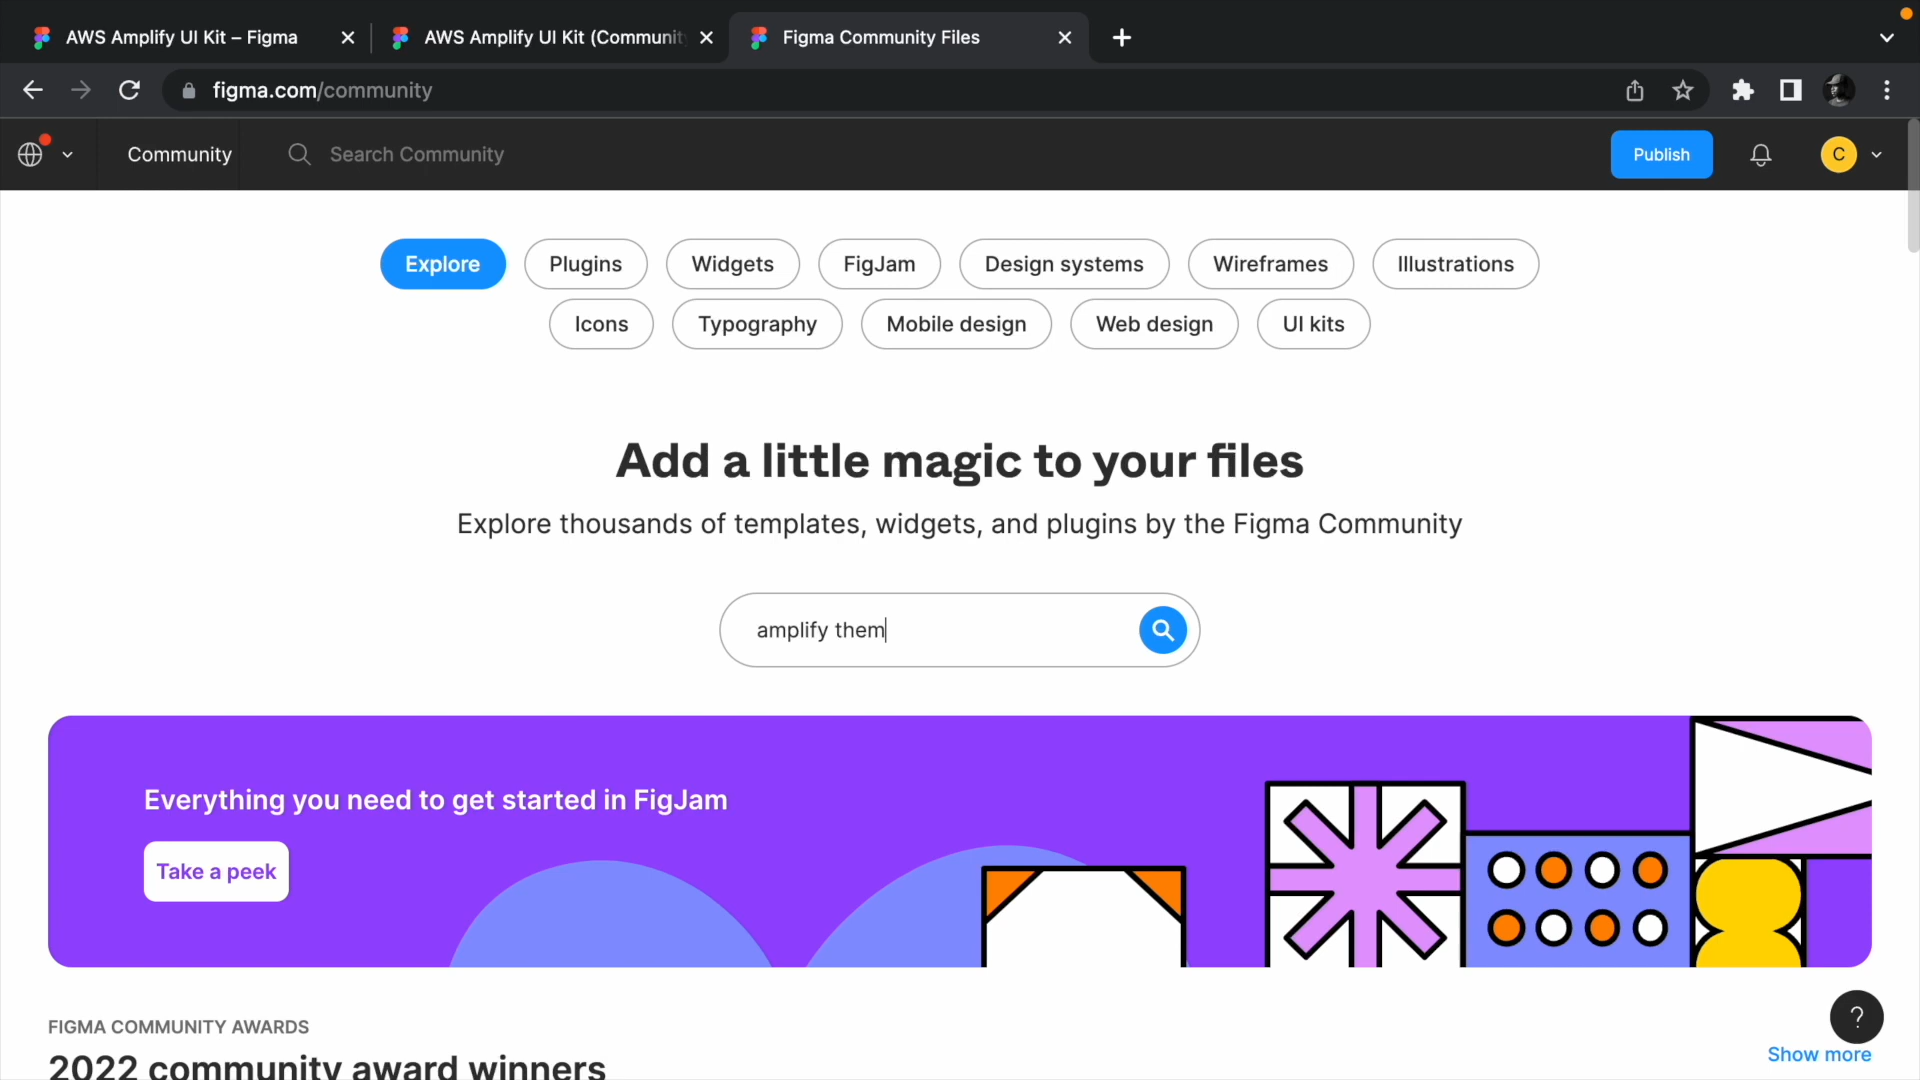 AWS Amplify UI Kit – Figma
AWS Amplify UI Kit (Communit
Figma Community Files
figma.com/community
Community
Search Community
Publish
C
Explore
Plugins
Widgets
FigJam
Design systems
Wireframes
Illustrations
Icons
Typography
Mobile design
Web design
UI kits
Add a little magic to your files
Explore thousands of templates, widgets, and plugins by the Figma Community
amplify them
Everything you need to get started in FigJam
Take a peek
FIGMA COMMUNITY AWARDS
2022 community award winners
?
Show more